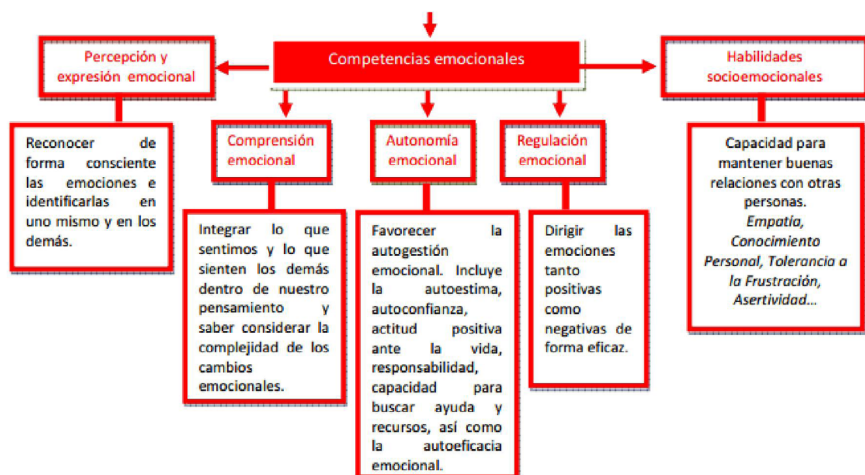 Competencias emocionales
Percepción y
expresión emocional
Reconocer de
forma consciente
las emociones e
identificarlas en
uno mismo y en los
demás.
Comprensión
emocional
Integrar lo que
sentimos y lo que
sienten los demás
dentro de nuestro
pensamiento y
saber considerar la
complejidad de los
cambios
emocionales.
Autonomía
emocional
Favorecer la
autogestión
emocional. Incluye
la autoestima,
autoconfianza,
actitud positiva
ante la vida,
responsabilidad,
capacidad para
buscar ayuda y
recursos, así como
la autoeficacia
emocional.
Regulación
emocional
Dirigir las
emociones
tanto
positivas
como
negativas de
forma eficaz.
Habilidades
socioemocionales
Capacidad para
mantener buenas
relaciones con otras
personas.
Empatía,
Conocimiento
Personal, Tolerancia a
la Frustración,
Asertividad...